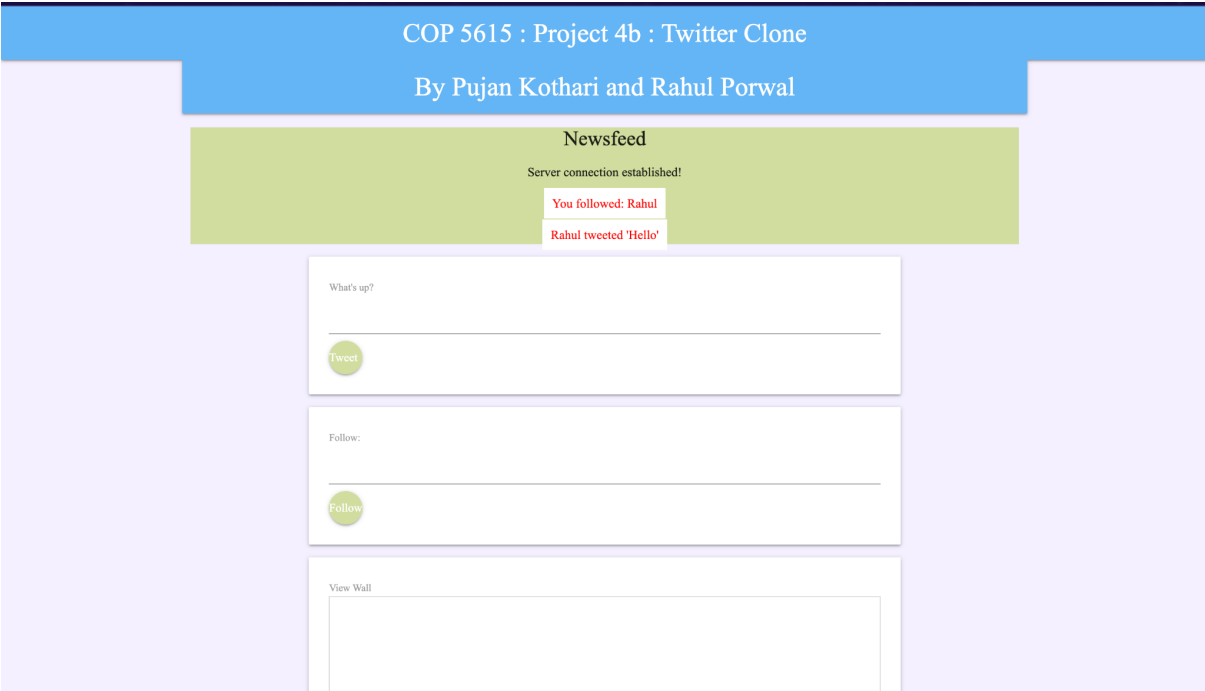 COP 5615 : Project 4b : Twitter Clone
By Pujan Kothari and Rahul Porwal
Newsfeed
Server connection established!
You followed: Rahul
Rahul tweeted 'Hello'
What's up?
Tweet
Follow:
Follow
View Wall